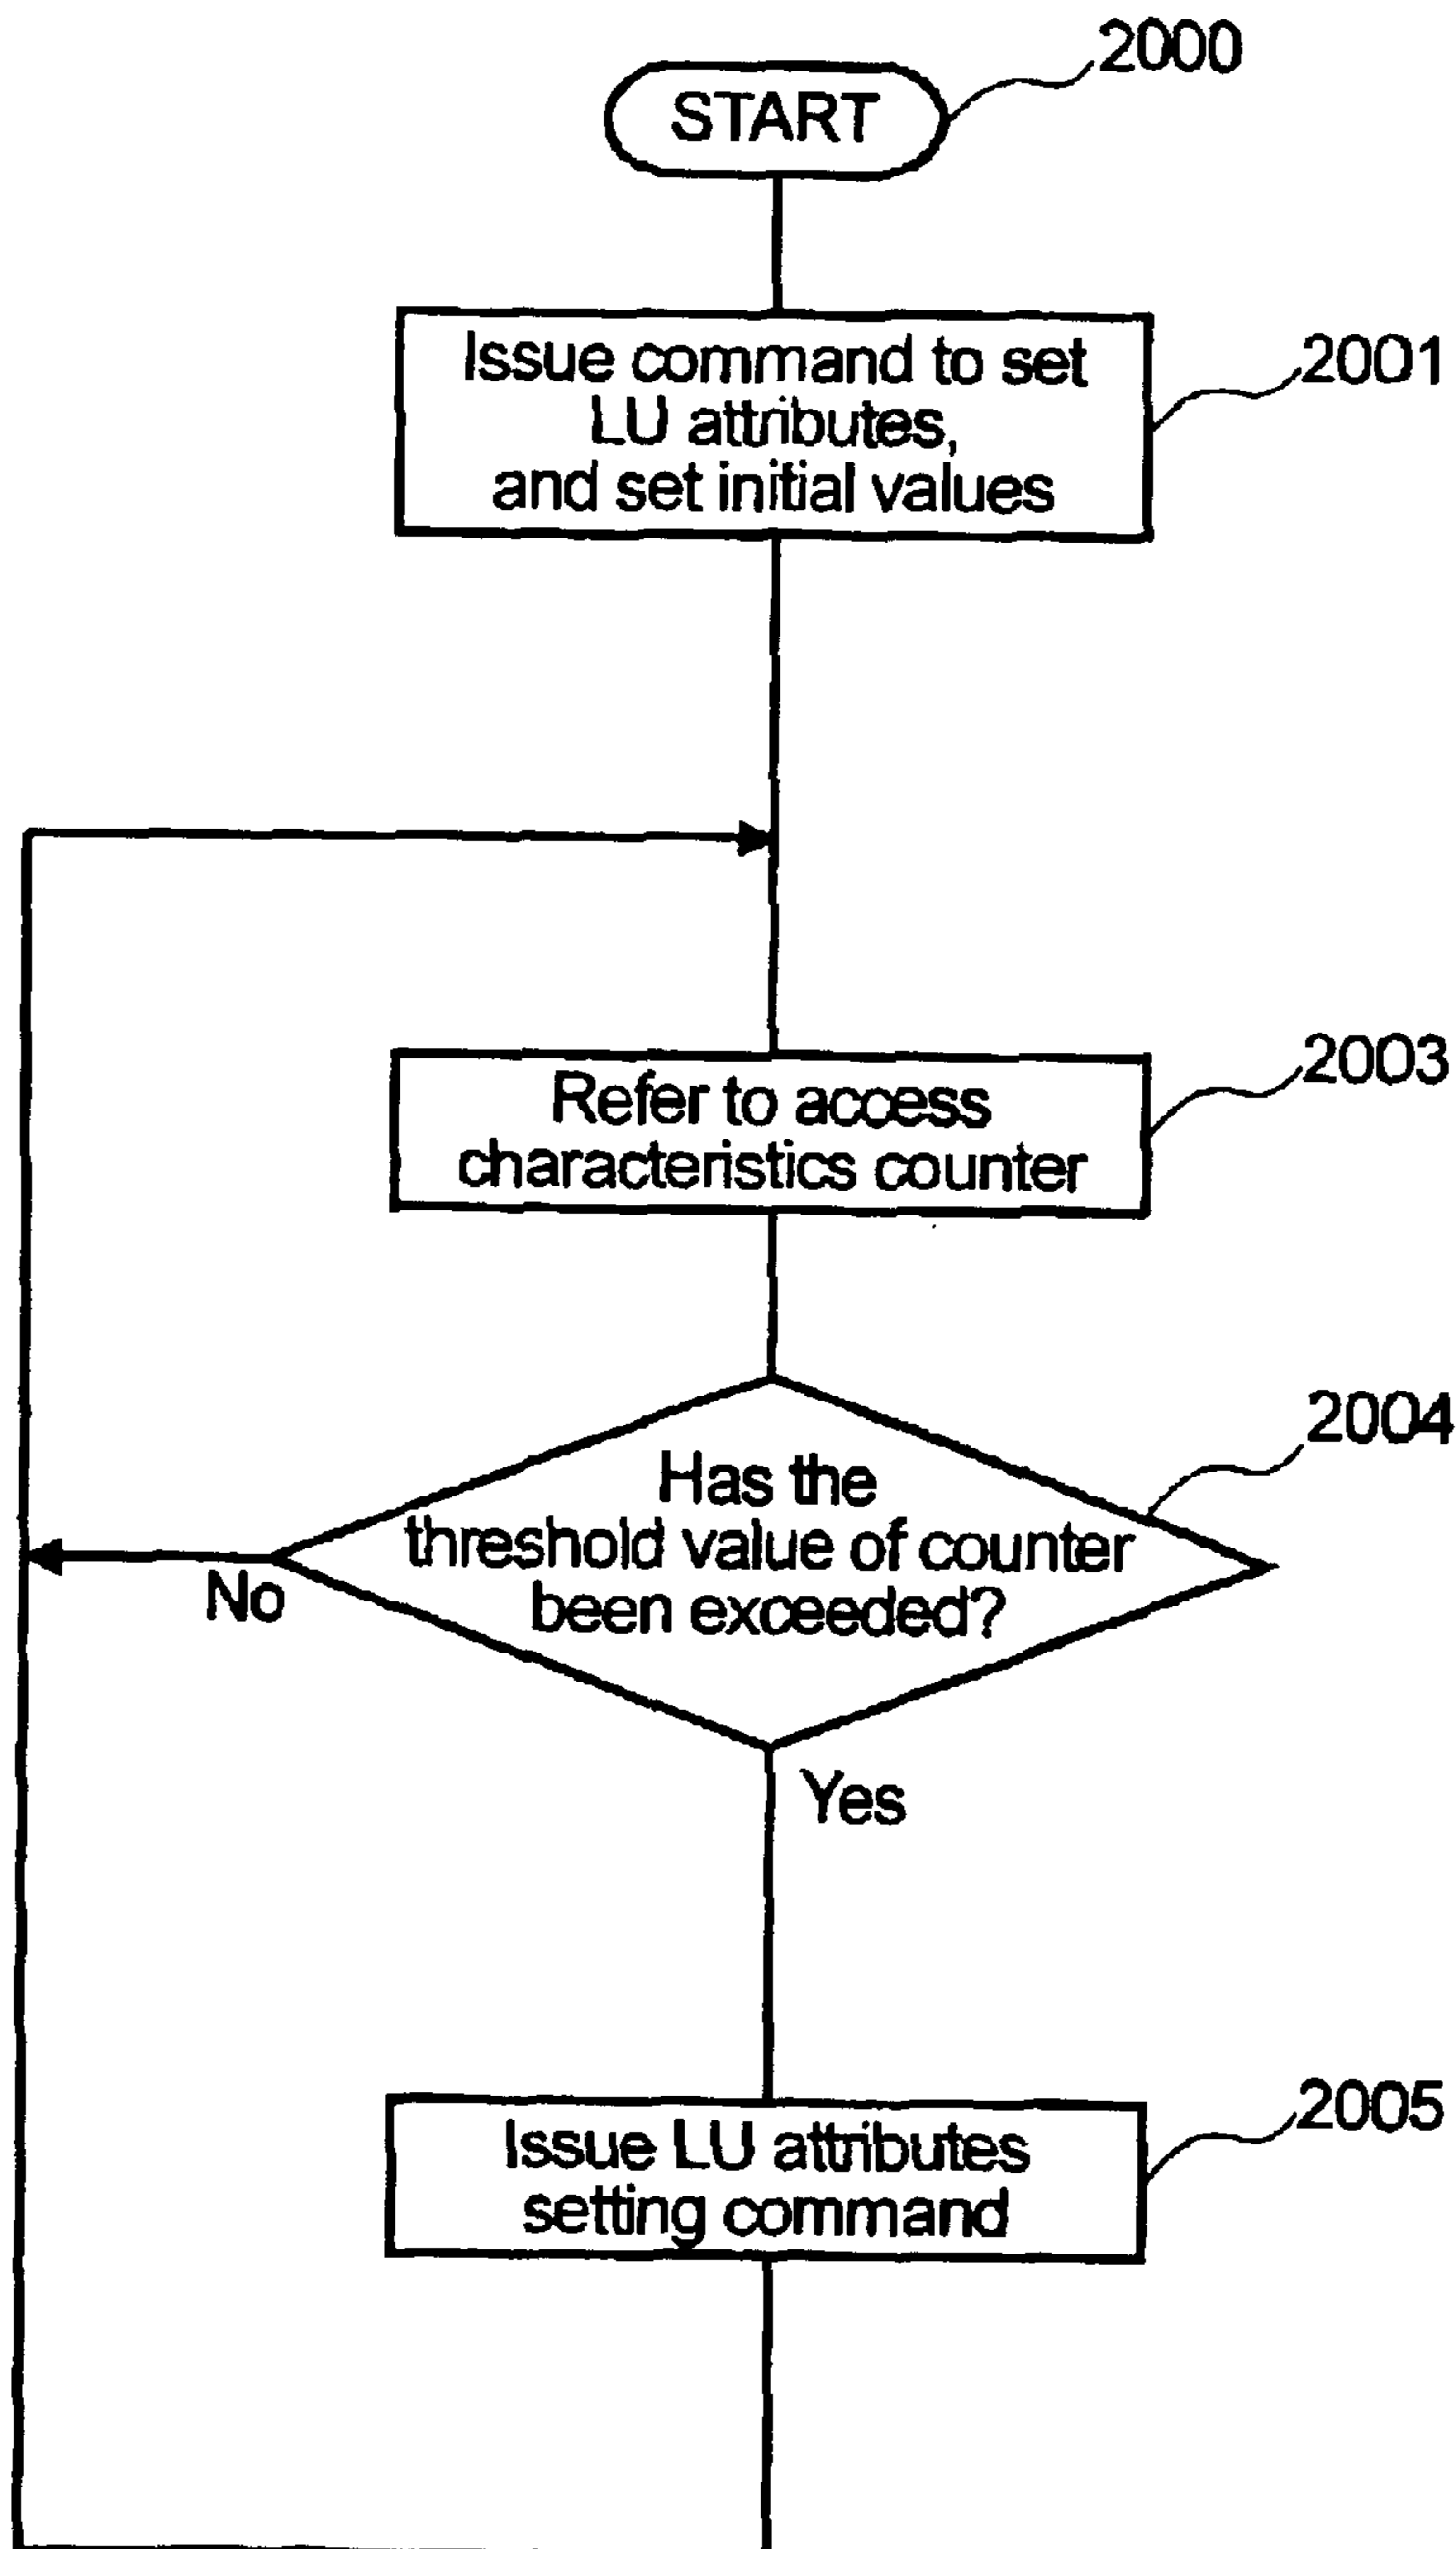 2000
START
Issue command to set
LU attributes,
and set initial values
2001
Refer to access
characteristics counter
2003
Has the
threshold value of counter
been exceeded?
2004
No
Yes
Issue LU attributes
setting command
2005